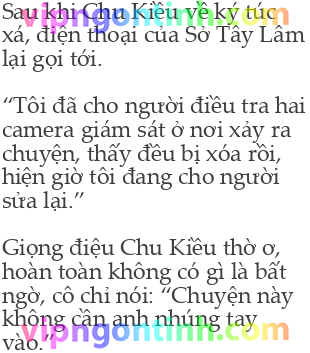 Sau khi Chu Kiều về ký túc
xá, điện thoại của Sở Tây Lâm
lại gọi tới.
“Tôi đã cho người điều tra hai
camera giám sát ở nơi xảy ra
chuyện, thấy đều bị xóa rồi,
hiện giờ tôi đang cho người
sửa lại.”
Giọng điệu Chu Kiều thờ ơ,
hoàn toàn không có gì là bất
ngờ, cô chỉ nói: “Chuyện này
không cần anh nhúng tay
vào.”
vipngontinh.com
vipngontinh.com